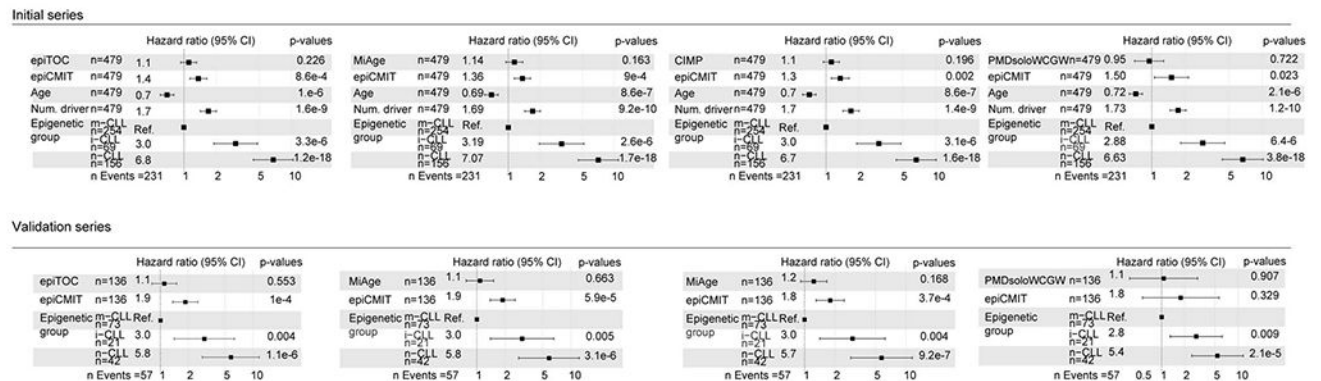 Initial series
Hazard ratio (95% CI) p-values
epiTOC n=479 1.1 0.226
epiCMIT n=479 1.4 8.6e-4
Age n=479 0.7 1.e-6
Num. driver n=479 1.7 1.6e-9
Epigenetic group m-CLL n=254 Ref.
i-CLL n=69 3.0 3.3e-6
n-CLL n=156 6.8 1.2e-18
n Events =231 1 2 5 10
Hazard ratio (95% CI) p-values
MiAge n=479 1.14 0.163
epiCMIT n=479 1.36 9e-4
Age n=479 0.69 8.6e-7
Num. driver n=479 1.69 9.2e-10
Epigenetic group m-CLL n=254 Ref.
i-CLL n=69 3.19 2.6e-6
n-CLL n=156 7.07 1.7e-18
n Events =231 1 2 5 10
Hazard ratio (95% CI) p-values
CIMP n=479 1.1 0.196
epiCMIT n=479 1.3 0.002
Age n=479 0.7 8.6e-7
Num. driver n=479 1.7 1.4e-9
Epigenetic group m-CLL n=254 Ref.
i-CLL n=69 3.0 3.1e-6
n-CLL n=156 6.7 1.6e-18
n Events =231 1 2 5 10
Hazard ratio (95% CI) p-values
PMDsoloWCGW n=479 0.95 0.722
epiCMIT n=479 1.50 0.023
Age n=479 0.72 2.1e-6
Num. driver n=479 1.73 1.2-10
Epigenetic group m-CLL n=254 Ref.
i-CLL n=69 2.88 6.4-6
n-CLL n=156 6.63 3.8e-18
n Events =231 1 2 5 10
Validation series
Hazard ratio (95% CI) p-values
epiTOC n=136 1.1 0.553
epiCMIT n=136 1.9 1e-4
Epigenetic group m-CLL n=73 Ref.
i-CLL n=21 3.0 0.004
n-CLL n=42 5.8 1.1e-6
n Events =57 1 2 5 10
Hazard ratio (95% CI) p-values
MiAge n=136 1.1 0.663
epiCMIT n=136 1.9 5.9e-5
Epigenetic group m-CLL n=73 Ref.
i-CLL n=21 3.0 0.005
n-CLL n=42 5.8 3.1e-6
n Events =57 1 2 5 10
Hazard ratio (95% CI) p-values
MiAge n=136 1.2 0.168
epiCMIT n=136 1.8 3.7e-4
Epigenetic group m-CLL n=73 Ref.
i-CLL n=21 3.0 0.004
n-CLL n=42 5.7 9.2e-7
n Events =57 1 2 5 10
Hazard ratio (95% CI) p-values
PMDsoloWCGW n=136 1.1 0.907
epiCMIT n=136 1.8 0.329
Epigenetic group m-CLL n=73 Ref.
i-CLL n=21 2.8 0.009
n-CLL n=42 5.4 2.1e-5
n Events =57 0.5 1 2 5 10